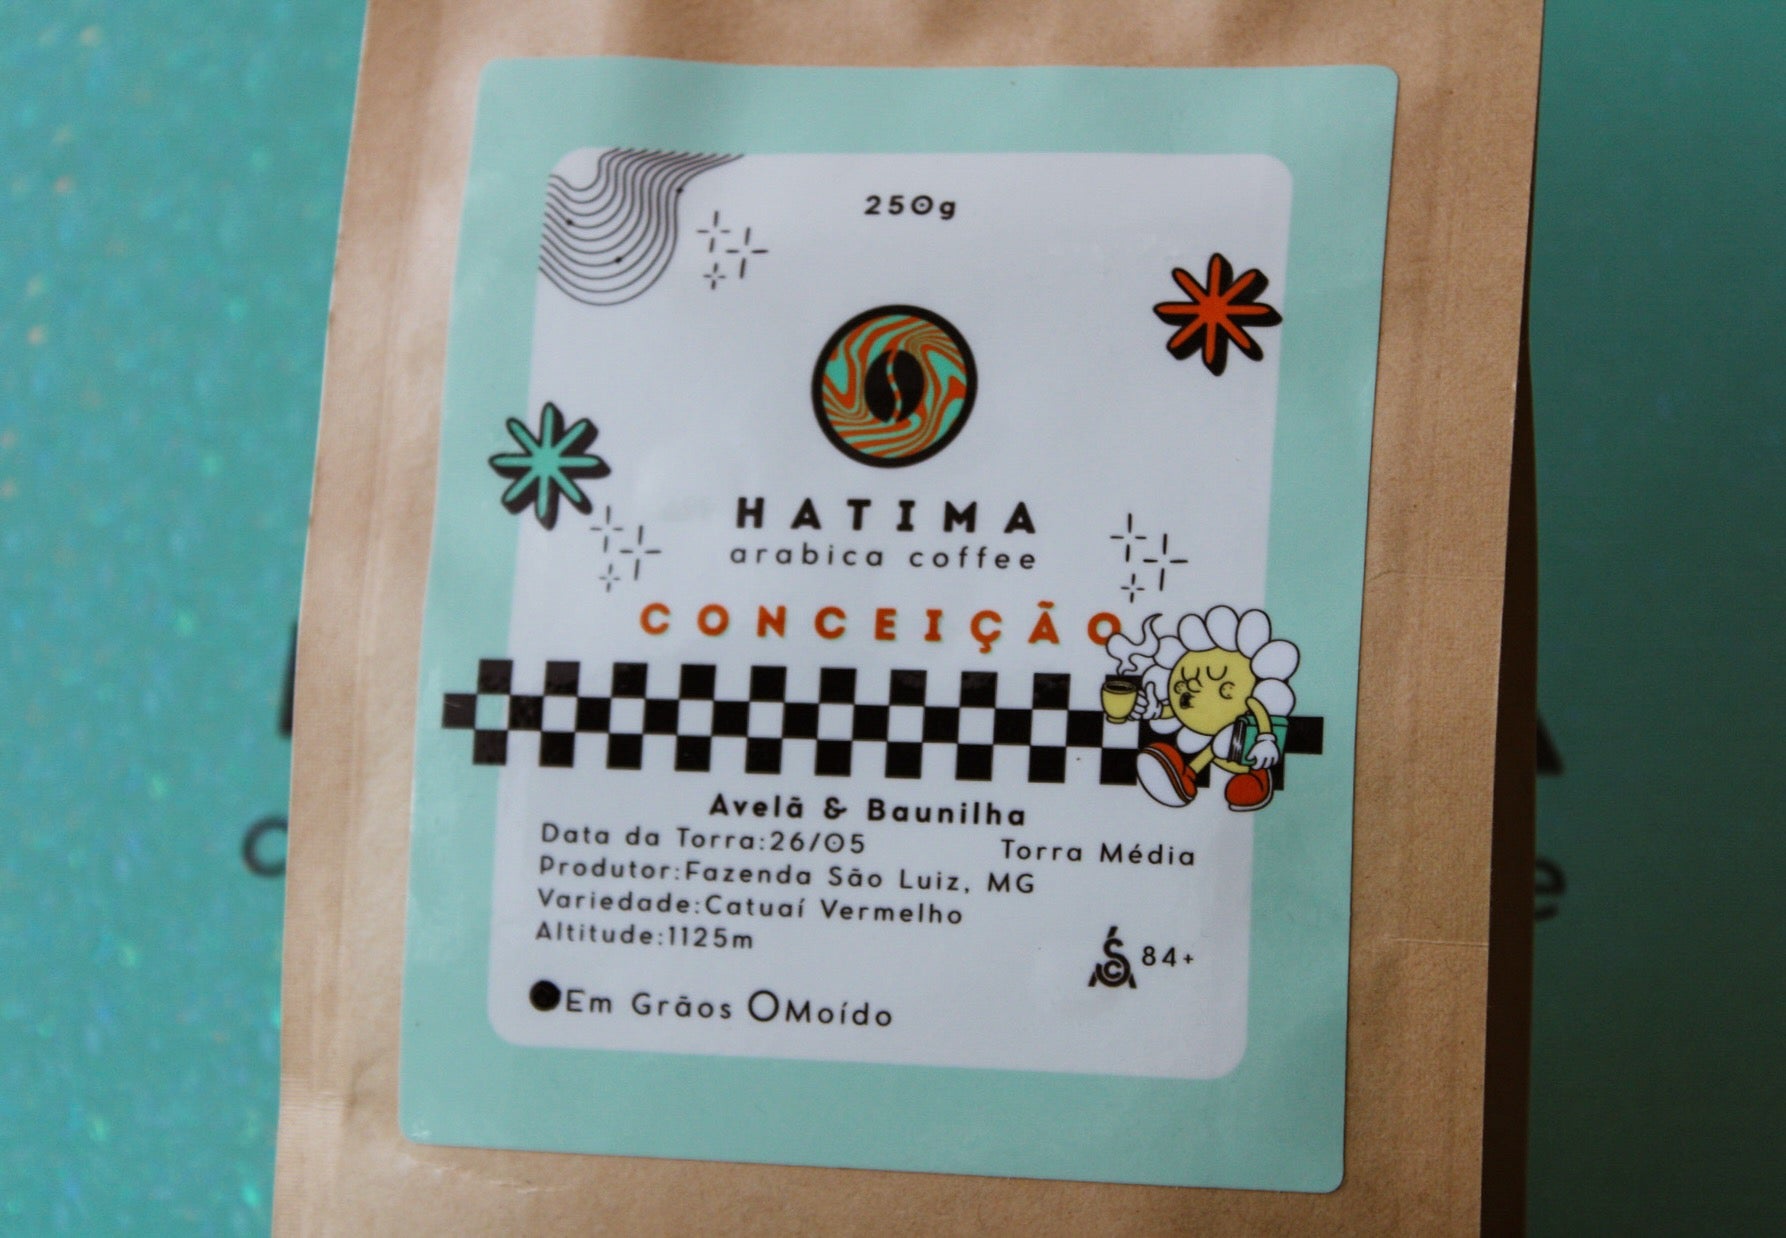 250g
HATIMA
arabica coffee
CONCEIÇÃO
Avelã & Baunilha
Data da Torra:26/05
Torra Média
Produtor:Fazenda São Luiz, MG
Variedade:Catuaí Vermelho
Altitude:1125m
84+
Em Grãos Moído